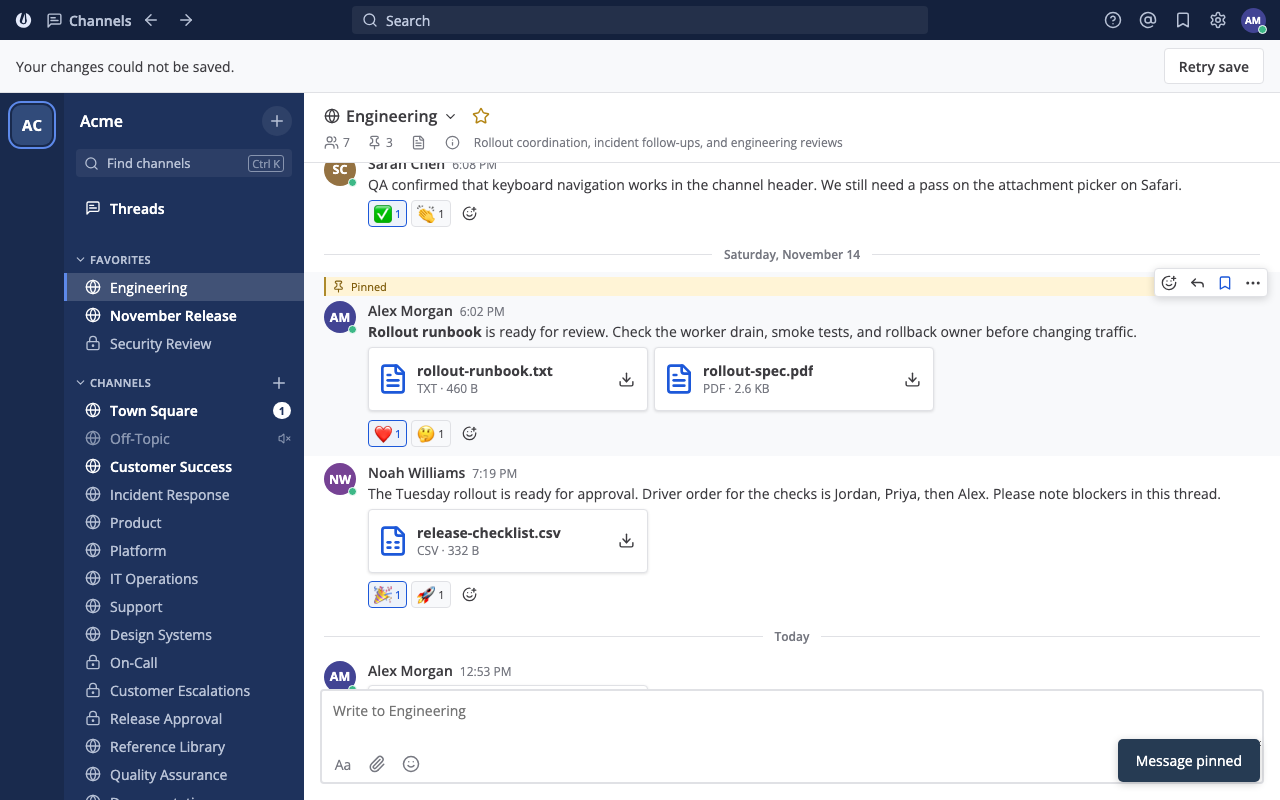 Channels
Search
AM
Your changes could not be saved.
Retry save
AC
Acme
Find channels
Ctrl K
Threads
FAVORITES
Engineering
November Release
Security Review
CHANNELS
Town Square
1
Off-Topic
Customer Success
Incident Response
Product
Platform
IT Operations
Support
Design Systems
On-Call
Customer Escalations
Release Approval
Reference Library
Quality Assurance
Engineering
7
3
Rollout coordination, incident follow-ups, and engineering reviews
SC
Sarah Chen 6:08 PM
QA confirmed that keyboard navigation works in the channel header. We still need a pass on the attachment picker on Safari.
1
1
Saturday, November 14
Pinned
AM
Alex Morgan 6:02 PM
Rollout runbook is ready for review. Check the worker drain, smoke tests, and rollback owner before changing traffic.
rollout-runbook.txt
TXT · 460 B
rollout-spec.pdf
PDF · 2.6 KB
1
1
NW
Noah Williams 7:19 PM
The Tuesday rollout is ready for approval. Driver order for the checks is Jordan, Priya, then Alex. Please note blockers in this thread.
release-checklist.csv
CSV · 332 B
1
1
Today
AM
Alex Morgan 12:53 PM
Write to Engineering
Aa
Message pinned